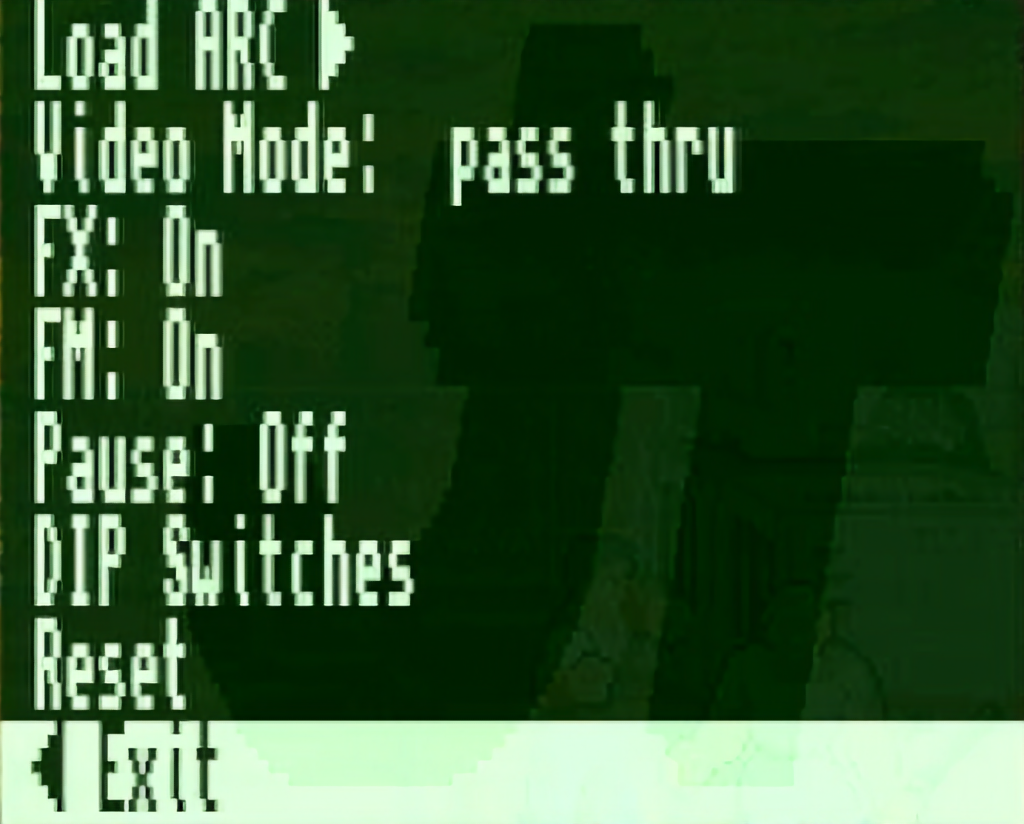 Load ARC
Video Mode: pass thru
FX: On
FM: On
Pause: Off
DIP Switches
Reset
Exit